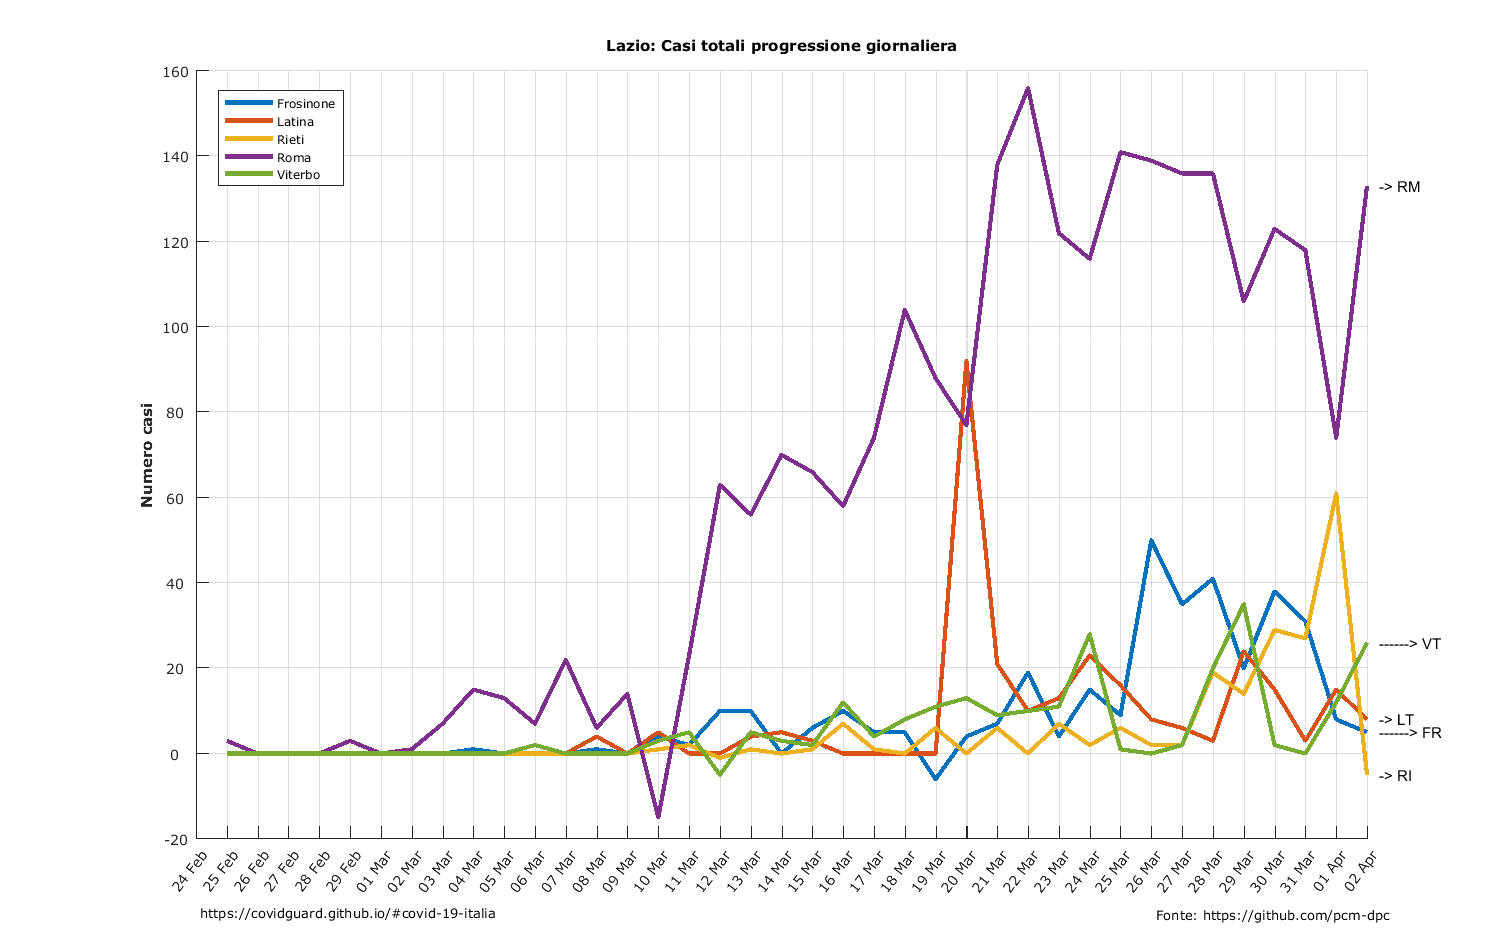 Lazio: Casi totali progressione giornaliera
160
140
120
100
80
60
40
20
0
-20
Numero casi
Frosinone
Latina
Rieti
Roma
Viterbo
-> RM
------> VT
-> LT
------> FR
-> RI
24 Feb
25 Feb
26 Feb
27 Feb
28 Feb
29 Feb
01 Mar
02 Mar
03 Mar
04 Mar
05 Mar
06 Mar
07 Mar
08 Mar
09 Mar
10 Mar
11 Mar
12 Mar
13 Mar
14 Mar
15 Mar
16 Mar
17 Mar
18 Mar
19 Mar
20 Mar
21 Mar
22 Mar
23 Mar
24 Mar
25 Mar
26 Mar
27 Mar
28 Mar
29 Mar
30 Mar
31 Mar
01 Apr
02 Apr
https://covidguard.github.io/#covid-19-italia
Fonte: https://github.com/pcm-dpc